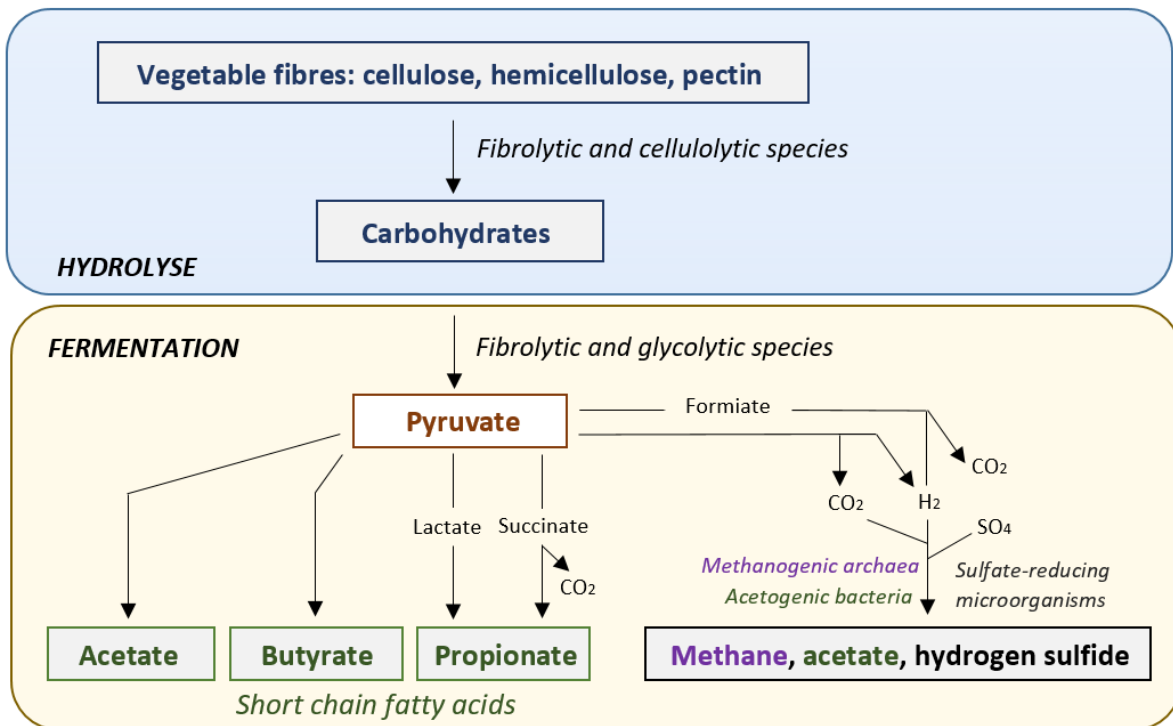 Vegetable fibres: cellulose, hemicellulose, pectin
Fibrolytic and cellulolytic species
Carbohydrates
HYDROLYSE
FERMENTATION
Fibrolytic and glycolytic species
Pyruvate
Formiate
CO2
CO2
H2
Lactate
Succinate
SO4
CO2
Methanogenic archaea
Acetogenic bacteria
Sulfate-reducing
microorganisms
Acetate
Butyrate
Propionate
Methane, acetate, hydrogen sulfide
Short chain fatty acids